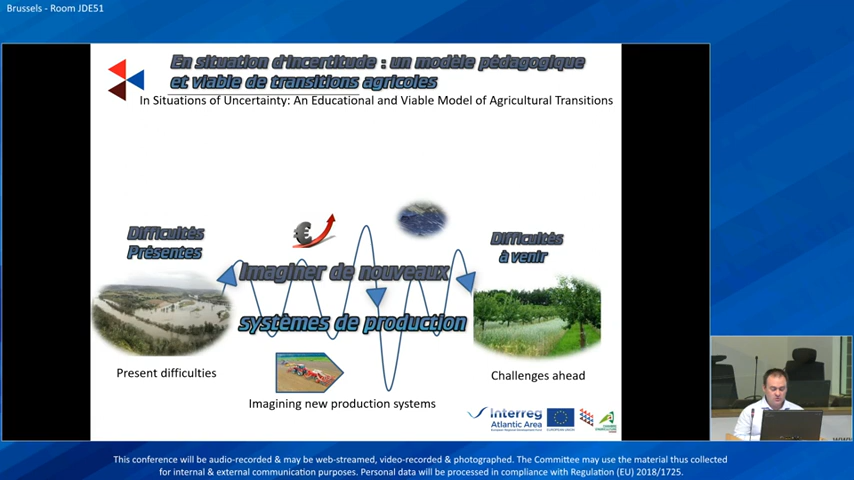 Brussels - Room JDE51
En situation d'incertitude : un modèle pédagogique
et viable de transitions agricoles
In Situations of Uncertainty: An Educational and Viable Model of Agricultural Transitions
Difficultés
Présentes
Difficultés
à venir
Imaginer de nouveaux
systèmes de production
Present difficulties
Challenges ahead
Imagining new production systems
Interreg
Atlantic Area
EUROPEAN UNION
This conference will be audio-recorded & may be web-streamed, video-recorded & photographed. The Committee may use the material thus collected
for internal & external communication purposes. Personal data will be processed in compliance with Regulation (EU) 2018/1725.